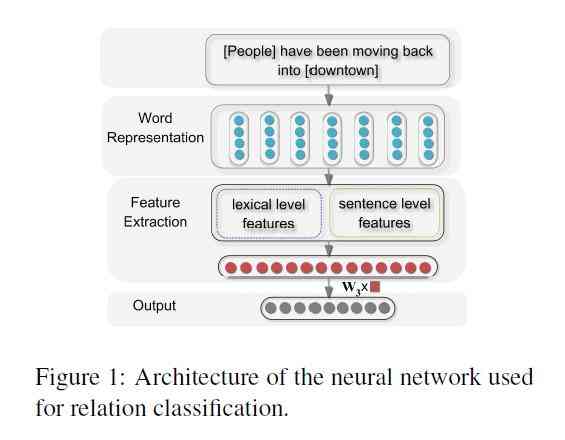 [People] have been moving back
into [downtown]
Word
Representation
Feature
Extraction
lexical level
features
sentence level
features
W3x
Output
Figure 1: Architecture of the neural network used
for relation classification.